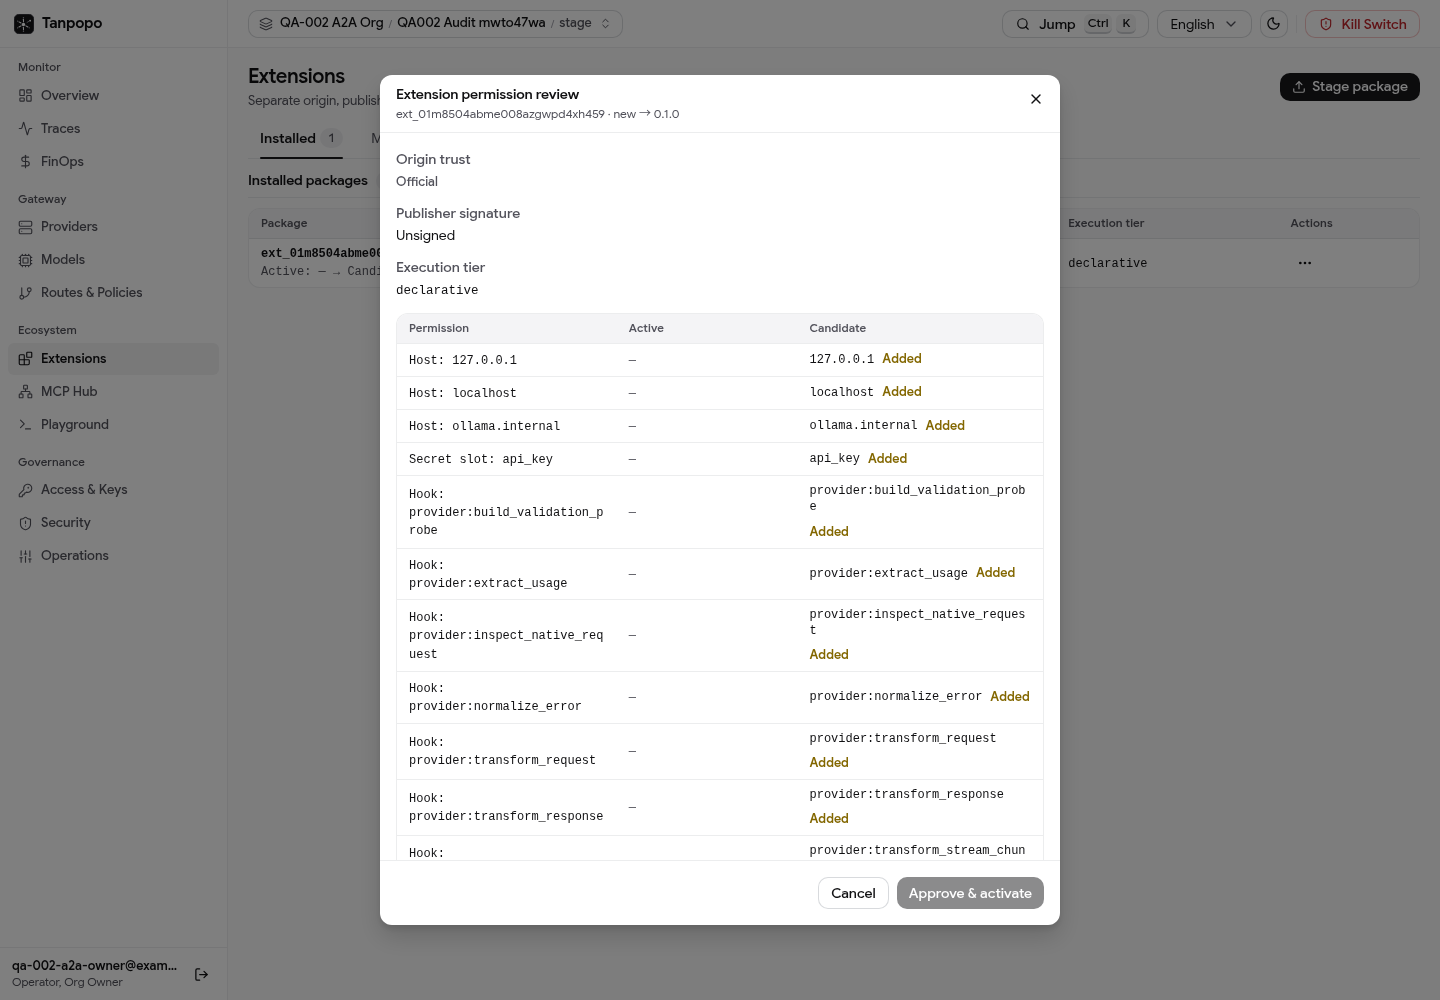 Tanpopo
QA-002 A2A Org / QA002 Audit mwto47wa / stage
Jump Ctrl K
English
Kill Switch
Monitor
Overview
Traces
FinOps
Gateway
Providers
Models
Routes & Policies
Ecosystem
Extensions
MCP Hub
Playground
Governance
Access & Keys
Security
Operations
qa-002-a2a-owner@exam...
Operator, Org Owner
Extensions
Separate origin, publish
Stage package
Installed 1
M
Installed packages
Package
Execution tier
Actions
ext_01m8504abme00
Active: — → Candi
declarative
Extension permission review
ext_01m8504abme008azgwpd4xh459 · new → 0.1.0
Origin trust
Official
Publisher signature
Unsigned
Execution tier
declarative
Permission Active Candidate
Host: 127.0.0.1 — 127.0.0.1 Added
Host: localhost — localhost Added
Host: ollama.internal — ollama.internal Added
Secret slot: api_key — api_key Added
Hook:
provider:build_validation_p
robe
—
provider:build_validation_prob
e
Added
Hook:
provider:extract_usage
—
provider:extract_usage Added
Hook:
provider:inspect_native_req
uest
—
provider:inspect_native_reques
t
Added
Hook:
provider:normalize_error
—
provider:normalize_error Added
Hook:
provider:transform_request
—
provider:transform_request
Added
Hook:
provider:transform_response
—
provider:transform_response
Added
Hook:
provider:transform_stream_chun
Cancel
Approve & activate